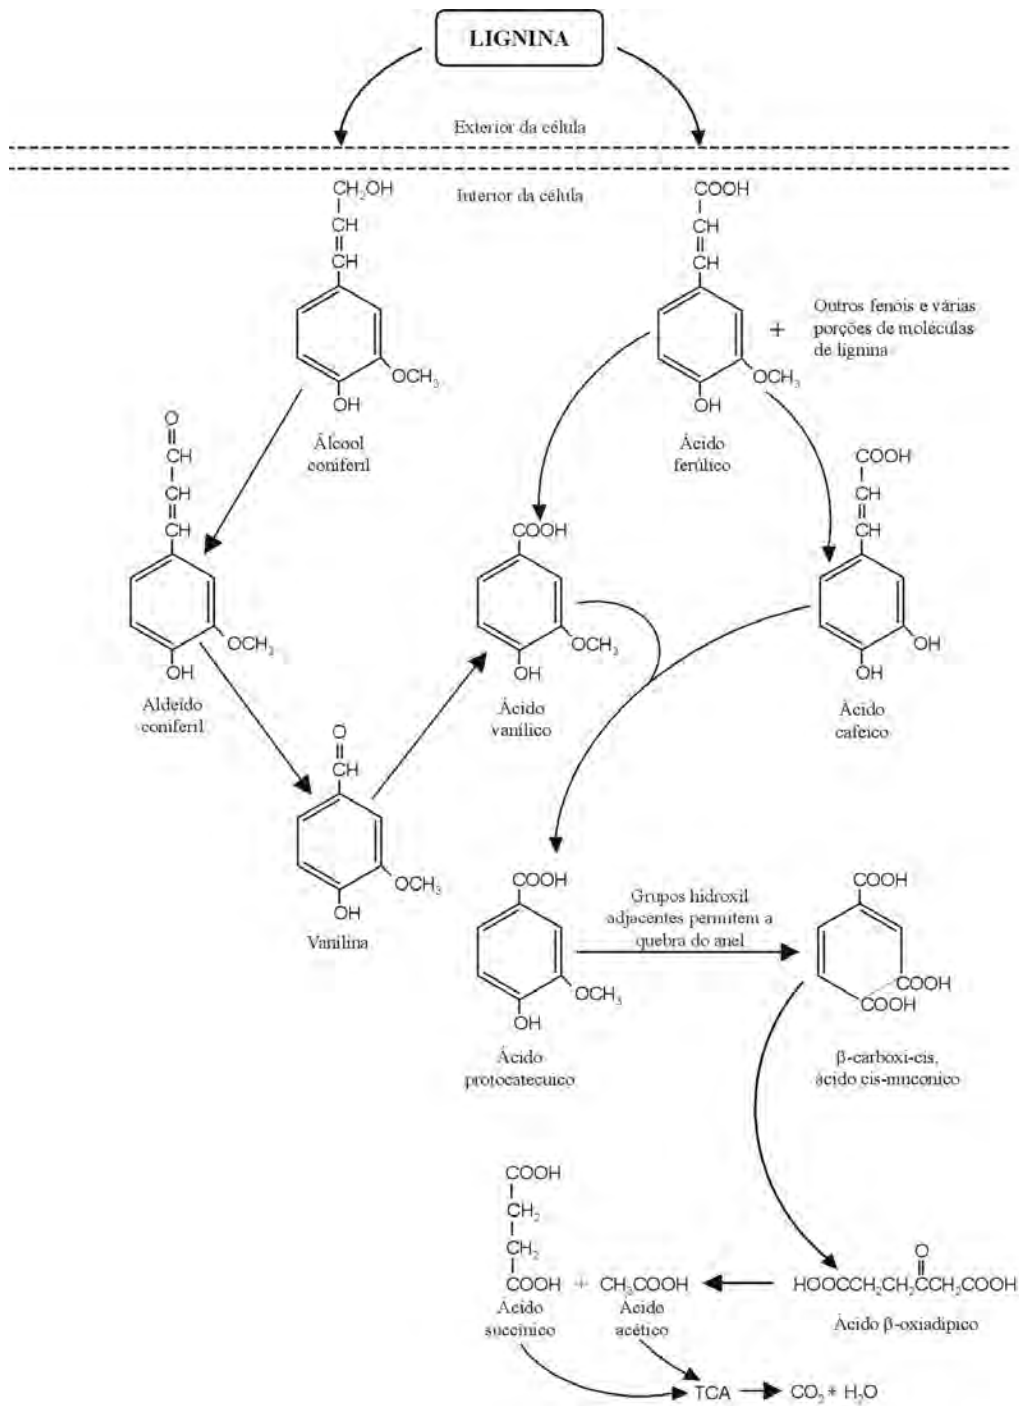 LIGNINA
Exterior da célula
Interior da célula
CH₂OH
CH
CH
OCH₃
OH
Álcool
coniferil
COOH
CH
CH
OCH₃
OH
Ácido
ferúlico
+
Outros fenóis e várias
porções de moléculas
de lignina
O
CH
CH
CH
OCH₃
OH
Aldeído
coniferil
COOH
OCH₃
OH
Ácido
vanílico
COOH
CH
CH
OH
OH
Ácido
cafeico
O
CH
OCH₃
OH
Vanilina
COOH
OCH₃
OH
Ácido
protocatecuico
Grupos hidroxil
adjacentes permitem a
quebra do anel
COOH
COOH
COOH
β-carboxi-cis,
ácido cis-muconico
COOH
CH₂
CH₂
COOH
Ácido
succínico
+
CH₃COOH
Ácido
acético
O
HOOCCH₂CH₂CCH₂COOH
Ácido β-oxiadípico
TCA
CO₂ * H₂O